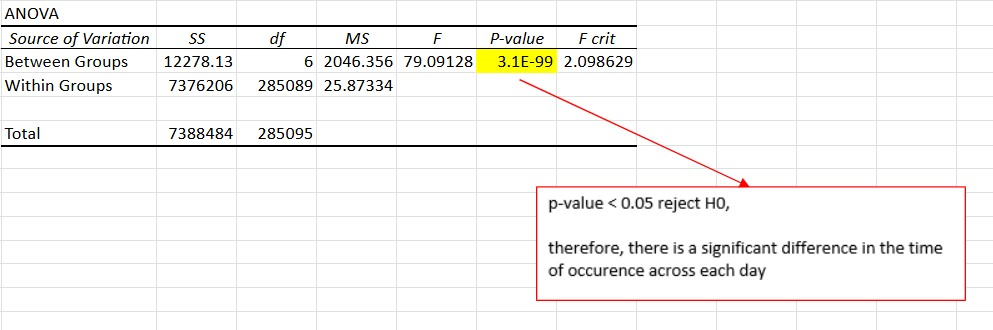 ANOVA
Source of Variation SS df MS F P-value F crit
Between Groups 12278.13 6 2046.356 79.09128 3.1E-99 2.098629
Within Groups 7376206 285089 25.87334
Total 7388484 285095
p-value < 0.05 reject H0,
therefore, there is a significant difference in the time
of occurence across each day